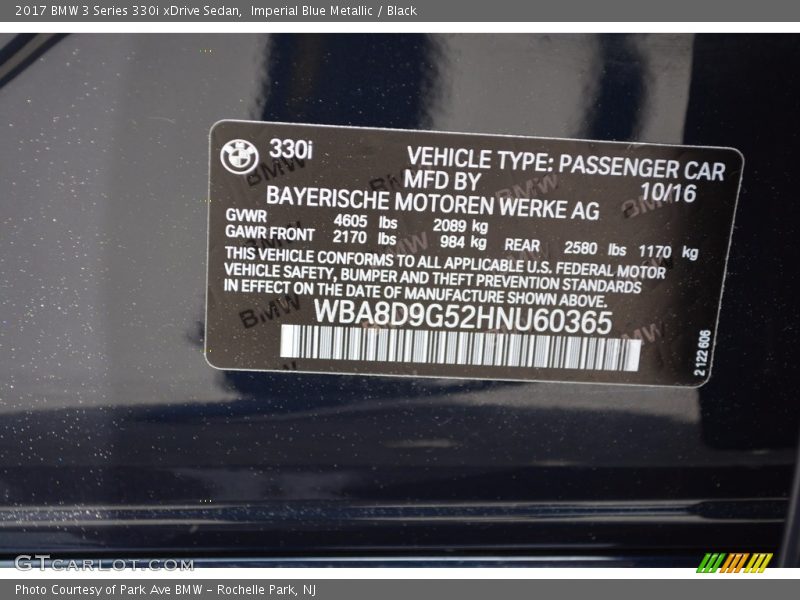 2017 BMW 3 Series 330i xDrive Sedan, Imperial Blue Metallic / Black
330i
VEHICLE TYPE: PASSENGER CAR
MFD BY 10/16
BAYERISCHE MOTOREN WERKE AG
GVWR 4605 lbs 2089 kg
GAWR FRONT 2170 lbs 984 kg REAR 2580 lbs 1170 kg
THIS VEHICLE CONFORMS TO ALL APPLICABLE U.S. FEDERAL MOTOR
VEHICLE SAFETY, BUMPER AND THEFT PREVENTION STANDARDS
IN EFFECT ON THE DATE OF MANUFACTURE SHOWN ABOVE.
WBA8D9G52HNU60365
2 122 606
GTCARLOT.COM
Photo Courtesy of Park Ave BMW - Rochelle Park, NJ